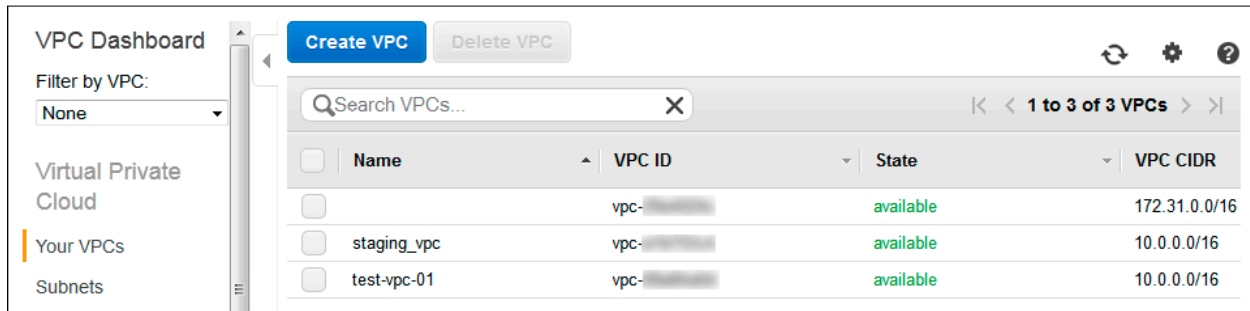 VPC Dashboard
Filter by VPC:
None
Virtual Private
Cloud
Your VPCs
Subnets
Create VPC
Delete VPC
Search VPCs...
1 to 3 of 3 VPCs
Name
VPC ID
State
VPC CIDR
vpc-
available
172.31.0.0/16
staging_vpc
vpc-
available
10.0.0.0/16
test-vpc-01
vpc-
available
10.0.0.0/16